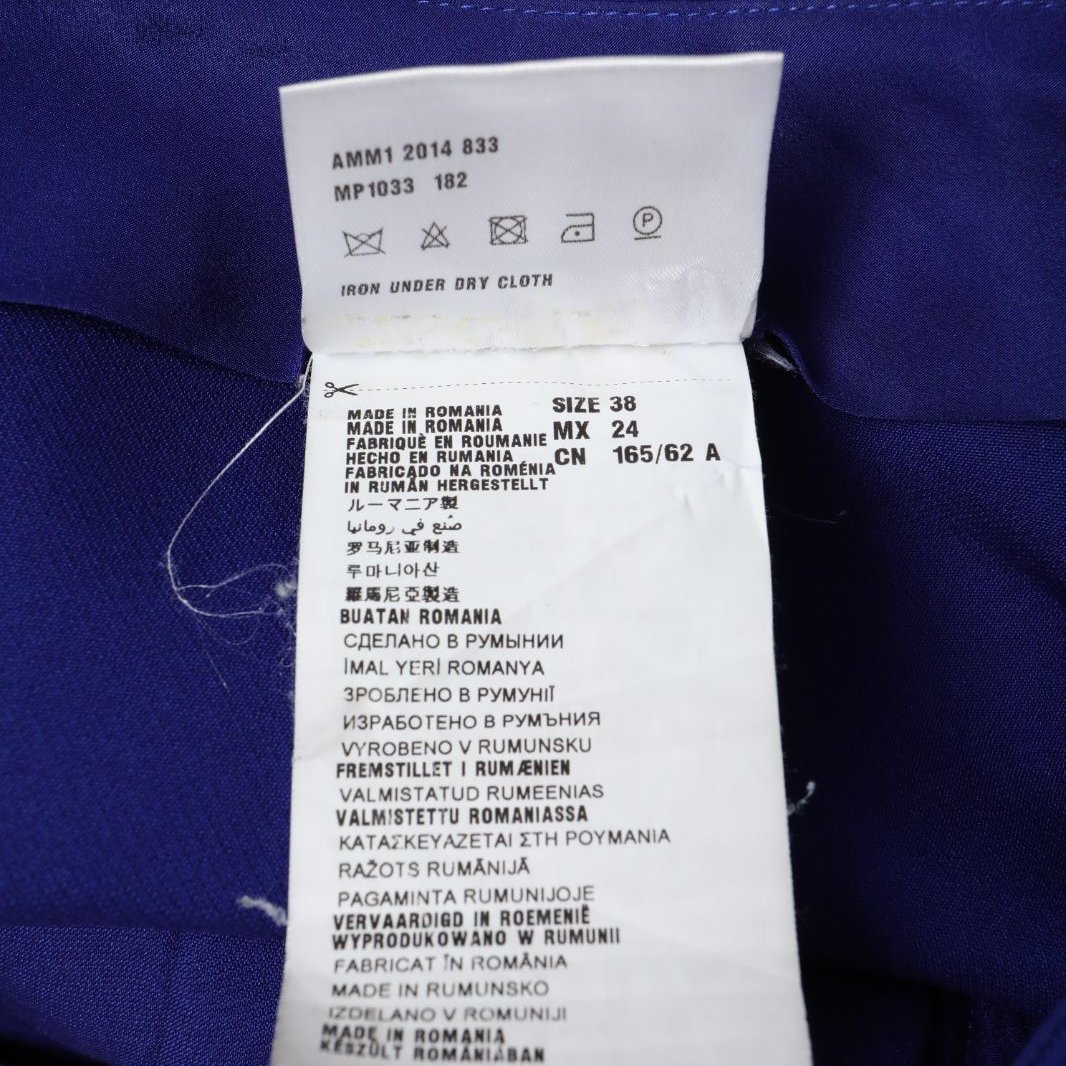 AMM1 2014 833
MP1033 182
P
IRON UNDER DRY CLOTH
MADE IN ROMANIA
MADE IN ROMANIA
FABRIQUÈ EN ROUMANIE
HECHO EN RUMANIA
FABRICADO NA ROMÉNIA
IN RUMÄN HERGESTELLT
SIZE 38
MX 24
CN 165/62 A
ルーマニア製
صُنع في رومانيا
罗马尼亚制造
루마니아산
羅馬尼亞製造
BUATAN ROMANIA
СДЕЛАНО В РУМЫНИИ
İMAL YERİ ROMANYA
ЗРОБЛЕНО В РУМУНІЇ
ИЗРАБОТЕНО В РУМЪНИЯ
VYROBENO V RUMUNSKU
FREMSTILLET I RUMÆNIEN
VALMISTATUD RUMEENIAS
VALMISTETTU ROMANIASSA
ΚΑΤΑΣΚΕΥΑΖΕΤΑΙ ΣΤΗ ΡΟΥΜΑΝΙΑ
RAŽOTS RUMĀNIJĀ
PAGAMINTA RUMUNIJOJE
VERVAARDIGD IN ROEMENIË
WYPRODUKOWANO W RUMUNII
FABRICAT ÎN ROMÂNIA
MADE IN RUMUNSKO
IZDELANO V ROMUNIJI
MADE IN ROMANIA
KÉSZÜLT ROMÁNIÁBAN